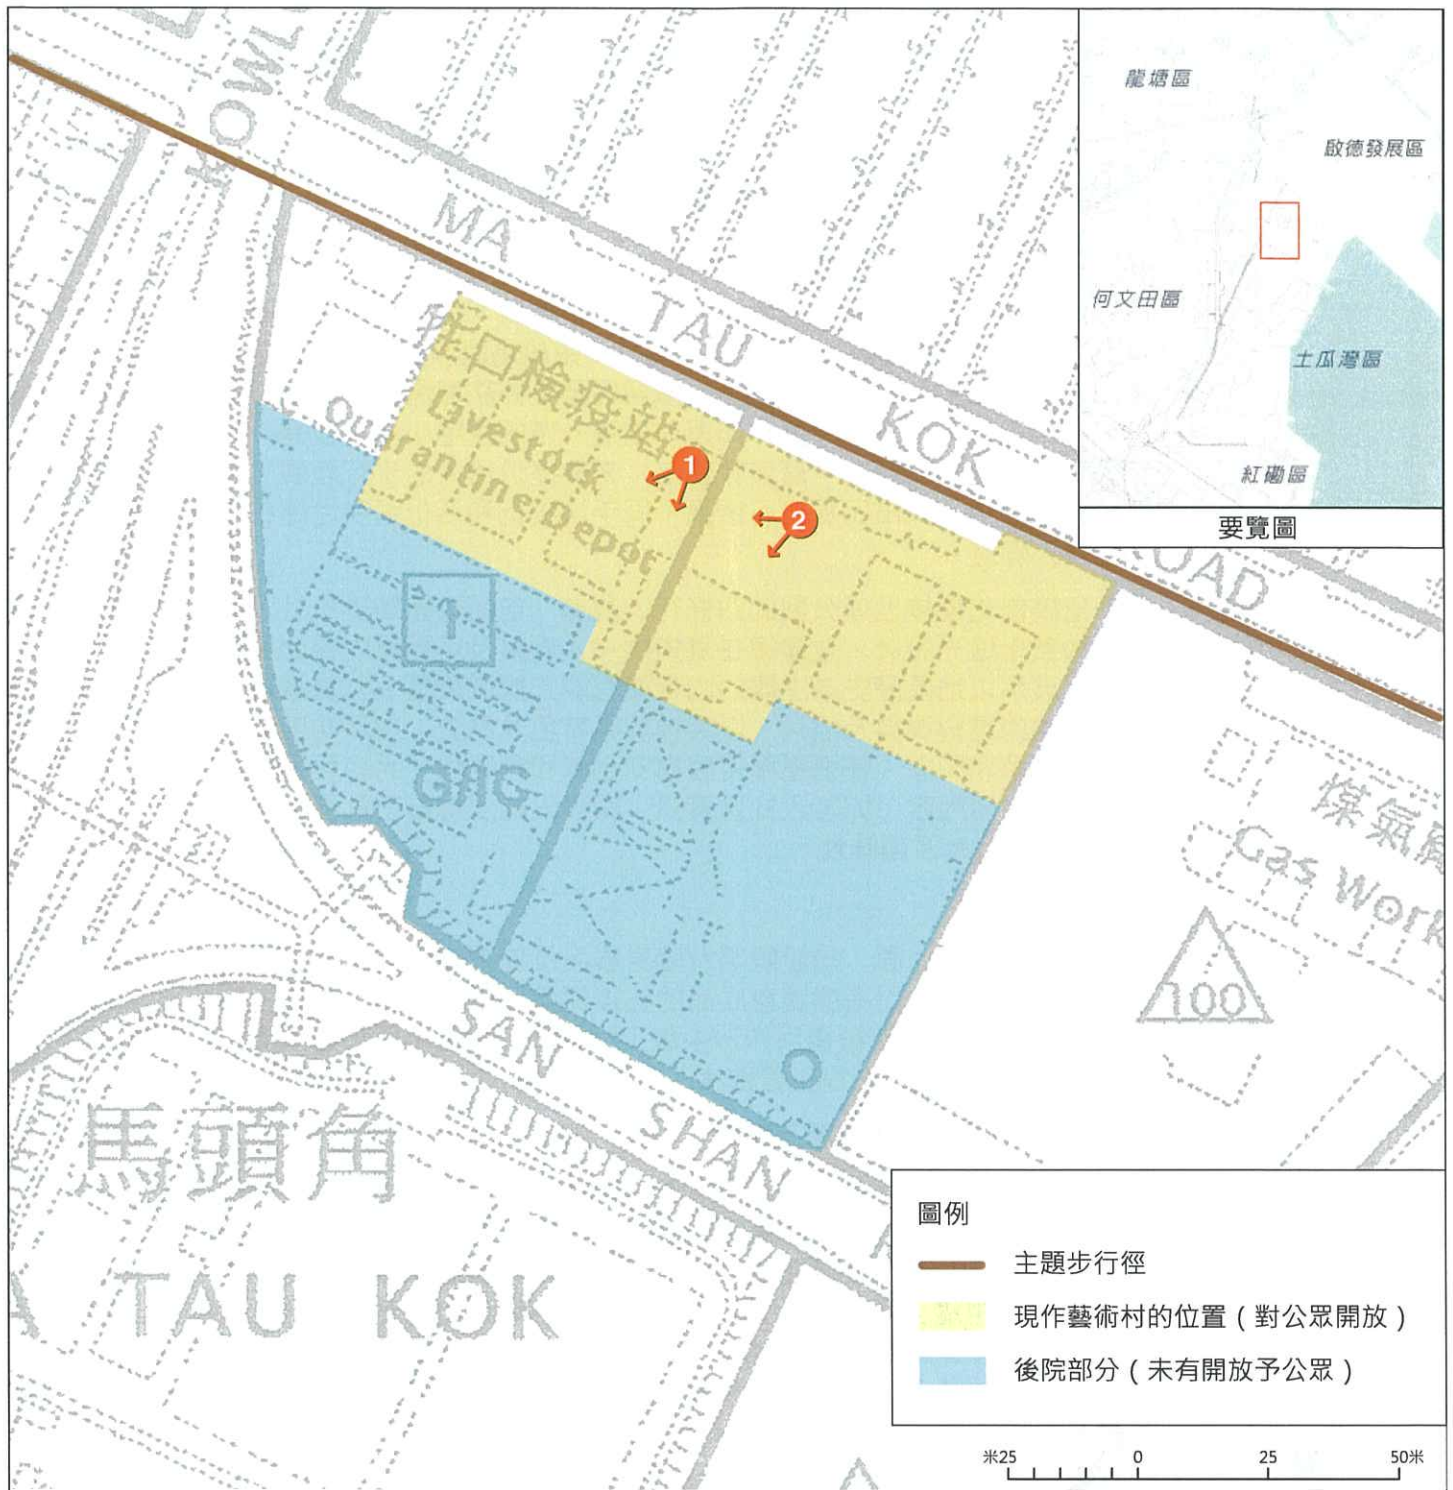 KOWL
MA
TAU
KOK
ROAD
牲口檢疫站
Livestock
Quarantine Depot
1
2
1
GAG
SAN
SHAN
馬頭角
TAU KOK
煤氣
Gas Work
100
龍塘區
啟德發展區
何文田區
土瓜灣區
紅磡區
要覽圖
圖例
主題步行徑
現作藝術村的位置（對公眾開放）
後院部分（未有開放予公眾）
米25 0 25 50米